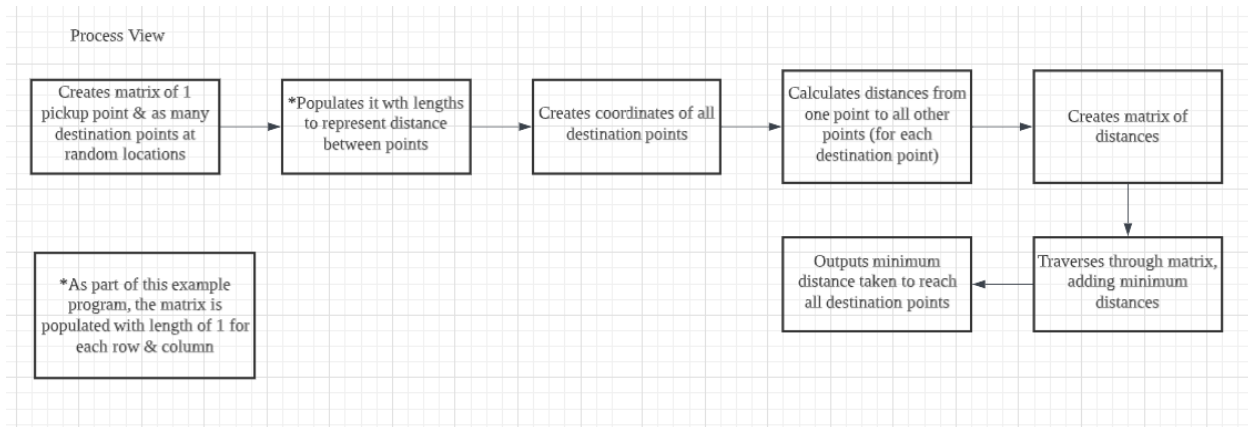 Process View
Creates matrix of 1
pickup point & as many
destination points at
random locations
*Populates it wth lengths
to represent distance
between points
Creates coordinates of all
destination points
Calculates distances from
one point to all other
points (for each
destination point)
Creates matrix of
distances
Traverses through matrix,
adding minimum
distances
Outputs minimum
distance taken to reach
all destination points
*As part of this example
program, the matrix is
populated with length of 1 for
each row & column